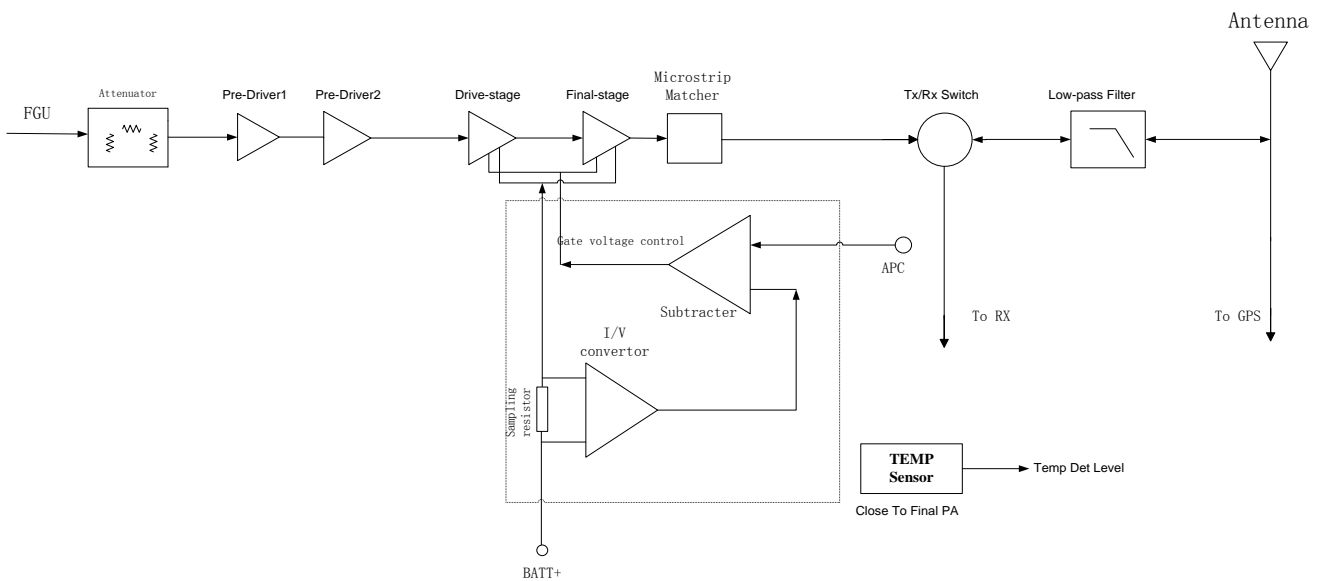 Antenna
Microstrip
Matcher
FGU
Attenuator
Pre-Driver1
Pre-Driver2
Drive-stage
Final-stage
Tx/Rx Switch
Low-pass Filter
Gate voltage control
APC
Subtracter
To RX
To GPS
I/V
convertor
Sampling
resistor
TEMP
Sensor
Temp Det Level
Close To Final PA
BATT+